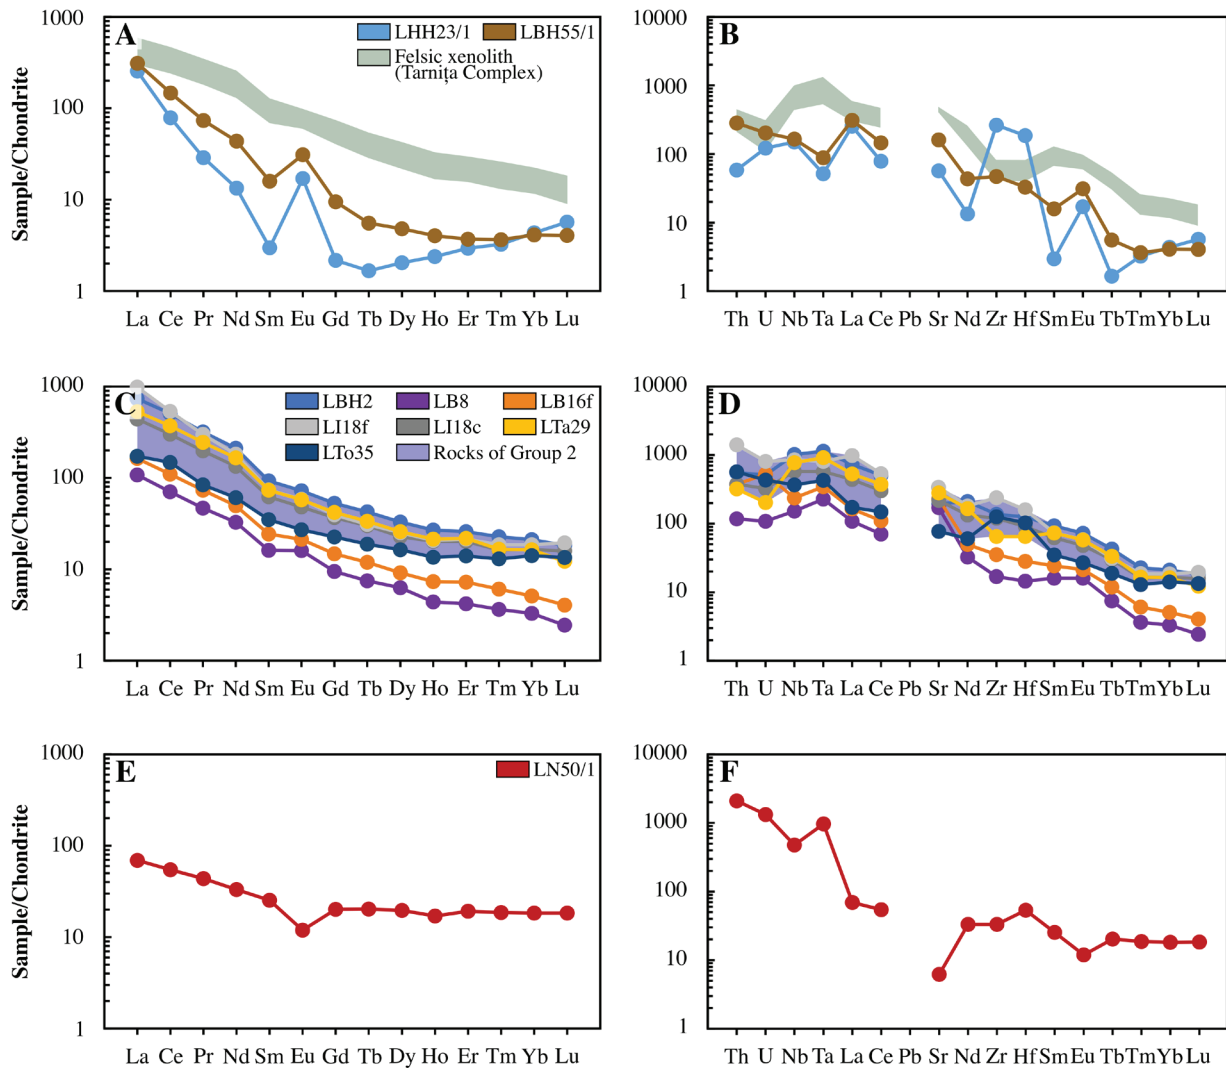 A
LHH23/1 LBH55/1
Felsic xenolith
(Tarnița Complex)
1000
100
10
1
Sample/Chondrite
La Ce Pr Nd Sm Eu Gd Tb Dy Ho Er Tm Yb Lu
B
10000
1000
100
10
1
Th U Nb Ta La Ce Pb Sr Nd Zr Hf Sm Eu Tb Tm Yb Lu
C
LBH2 LB8 LB16f
LI18f LI18c LTa29
LTo35 Rocks of Group 2
1000
100
10
1
Sample/Chondrite
La Ce Pr Nd Sm Eu Gd Tb Dy Ho Er Tm Yb Lu
D
10000
1000
100
10
1
Th U Nb Ta La Ce Pb Sr Nd Zr Hf Sm Eu Tb Tm Yb Lu
E
LN50/1
1000
100
10
1
Sample/Chondrite
La Ce Pr Nd Sm Eu Gd Tb Dy Ho Er Tm Yb Lu
F
10000
1000
100
10
1
Th U Nb Ta La Ce Pb Sr Nd Zr Hf Sm Eu Tb Tm Yb Lu